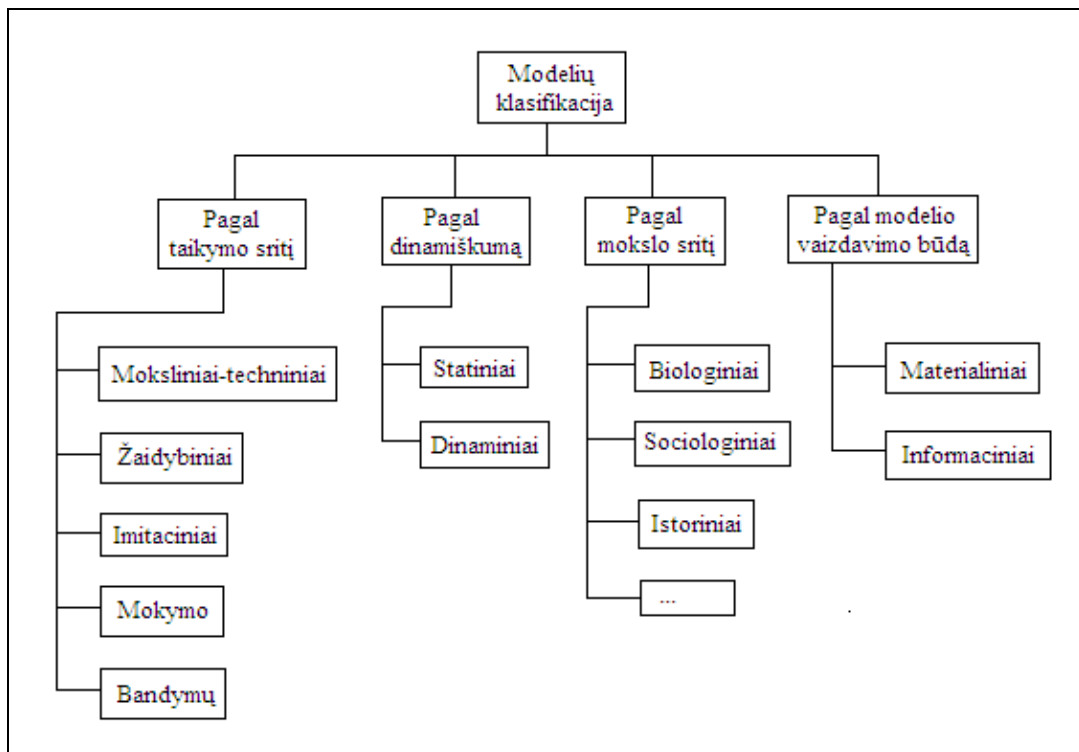 Modelių
klasifikacija
Pagal
taikymo sritį
Pagal
dinamiškumą
Pagal
mokslo sritį
Pagal modelio
vaizdavimo būdą
Moksliniai-techniniai
Žaidybiniai
Imitaciniai
Mokymo
Bandymų
Statiniai
Dinaminiai
Biologiniai
Sociologiniai
Istoriniai
...
Materialiniai
Informaciniai